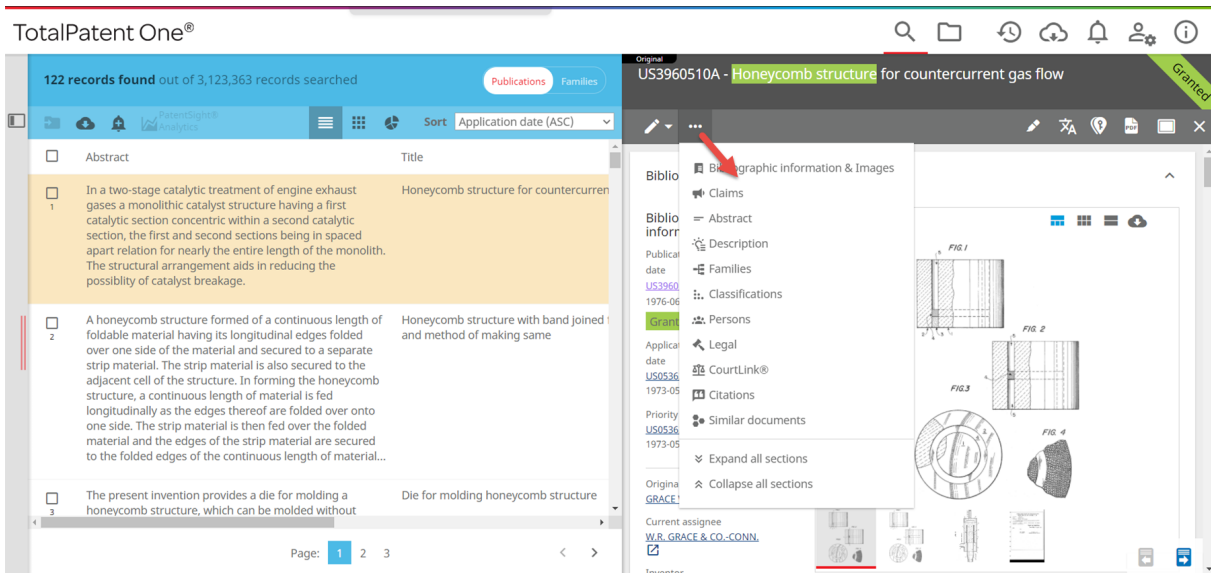 TotalPatent One®
122 records found out of 3,123,363 records searched
Publications
Families
PatentSight®
Analytics
Sort
Application date (ASC)
Abstract
Title
1
In a two-stage catalytic treatment of engine exhaust
gases a monolithic catalyst structure having a first
catalytic section concentric within a second catalytic
section, the first and second sections being in spaced
apart relation for nearly the entire length of the monolith.
The structural arrangement aids in reducing the
possiblity of catalyst breakage.
Honeycomb structure for countercurren
2
A honeycomb structure formed of a continuous length of
foldable material having its longitudinal edges folded
over one side of the material and secured to a separate
strip material. The strip material is also secured to the
adjacent cell of the structure. In forming the honeycomb
structure, a continuous length of material is fed
longitudinally as the edges thereof are folded over onto
one side. The strip material is then fed over the folded
material and the edges of the strip material are secured
to the folded edges of the continuous length of material...
Honeycomb structure with band joined f
and method of making same
3
The present invention provides a die for molding a
honeycomb structure, which can be molded without
Die for molding honeycomb structure
Page: 1 2 3
Original
US3960510A - Honeycomb structure for countercurrent gas flow
Granted
PDF
Biblio
Biblio
inform
Publicat
date
US3960
1976-06
Grant
Applicat
date
US0536
1973-05
Priority
US0536
1973-05
Origina
GRACE
Current assignee
W.R. GRACE & CO.-CONN.
Inventor
Bibliographic information & Images
Claims
Abstract
Description
Families
Classifications
Persons
Legal
CourtLink®
Citations
Similar documents
Expand all sections
Collapse all sections
FIG. 1
FIG. 2
FIG.3
FIG. 4